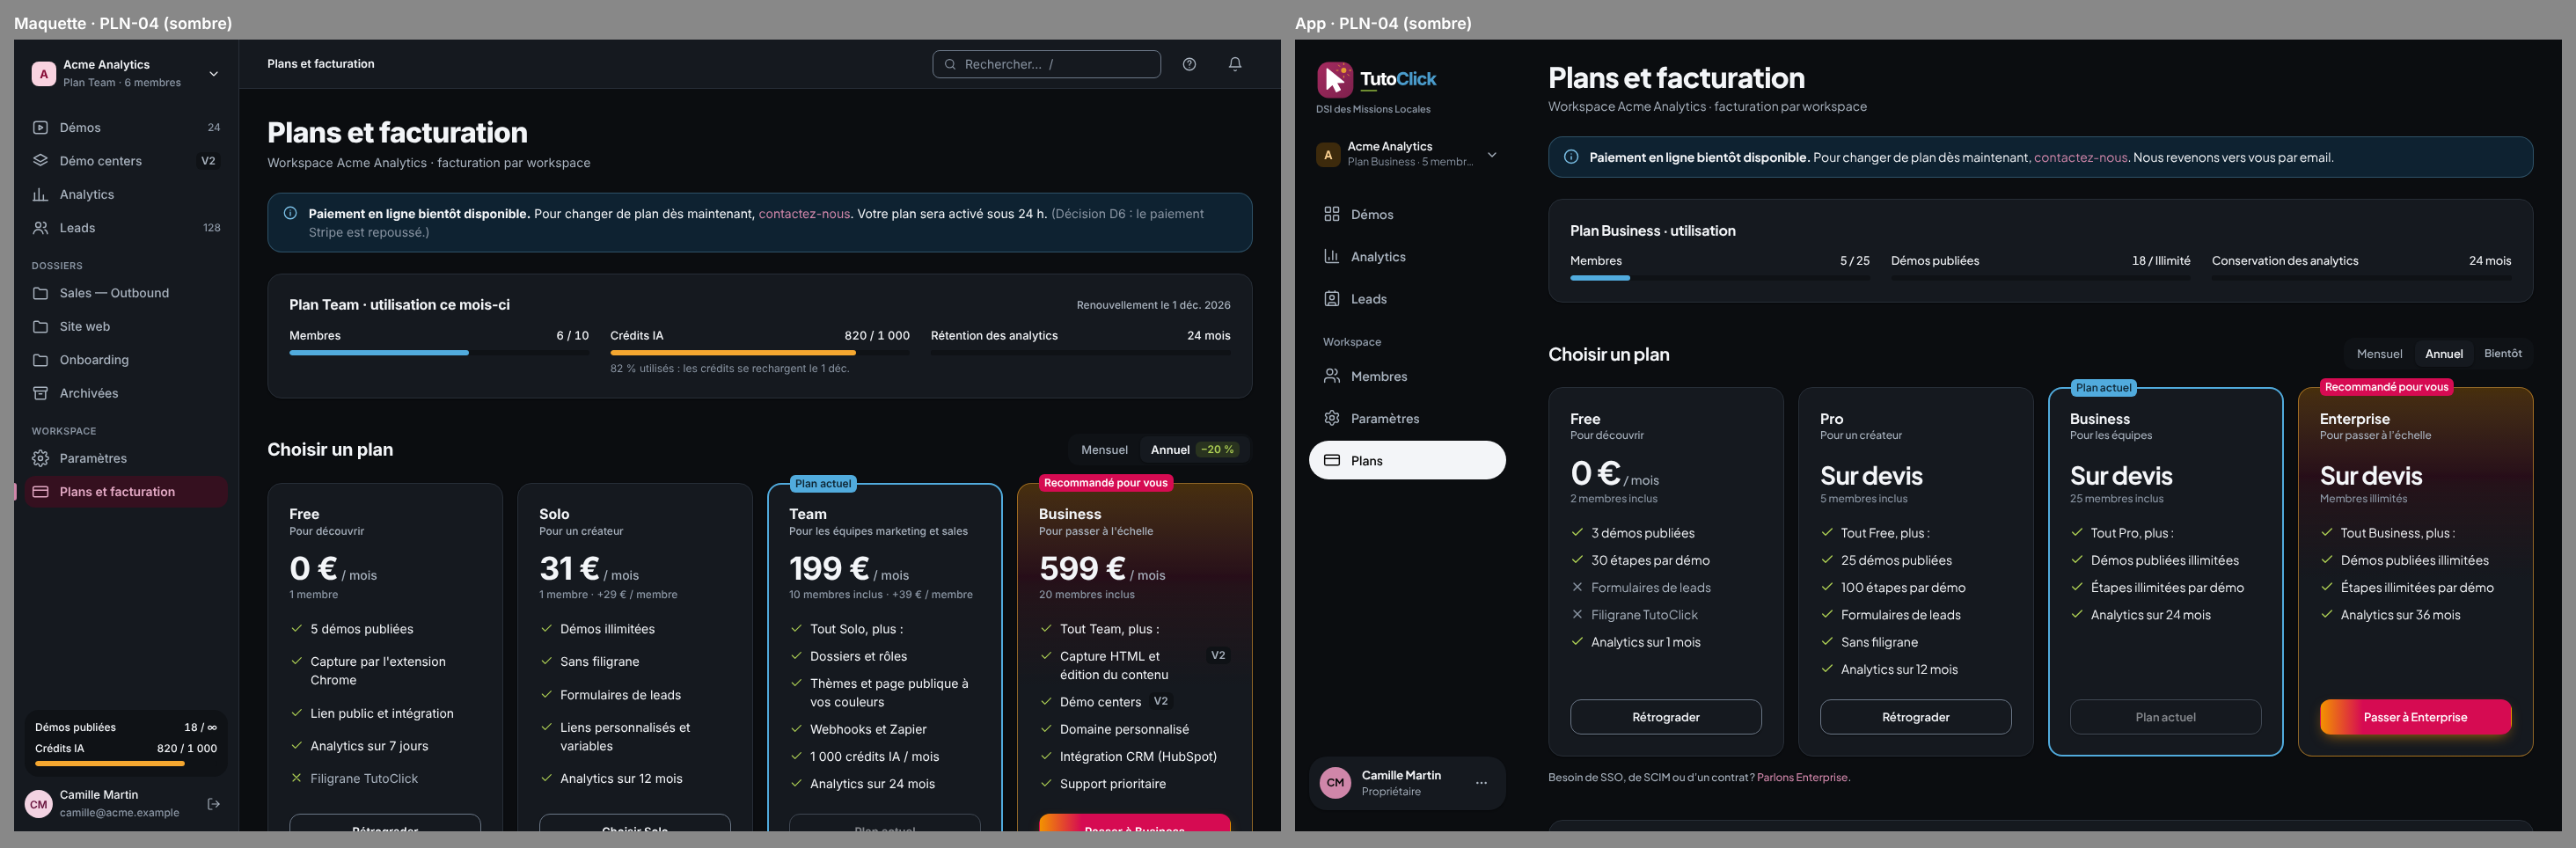 Maquette · PLN-04 (sombre)
A
Acme Analytics
Plan Team · 6 membres
Démos 24
Démo centers V2
Analytics
Leads 128
DOSSIERS
Sales — Outbound
Site web
Onboarding
Archivées
WORKSPACE
Paramètres
Plans et facturation
Démos publiées 18 / ∞
Crédits IA 820 / 1 000
CM
Camille Martin
camille@acme.example
Plans et facturation
Rechercher... /
Plans et facturation
Workspace Acme Analytics · facturation par workspace
Paiement en ligne bientôt disponible. Pour changer de plan dès maintenant, contactez-nous. Votre plan sera activé sous 24 h. (Décision D6 : le paiement
Stripe est repoussé.)
Plan Team · utilisation ce mois-ci
Renouvellement le 1 déc. 2026
Membres 6 / 10
Crédits IA 820 / 1 000
82 % utilisés : les crédits se rechargent le 1 déc.
Rétention des analytics 24 mois
Choisir un plan
Mensuel
Annuel −20 %
Free
Pour découvrir
0 € / mois
1 membre
5 démos publiées
Capture par l'extension
Chrome
Lien public et intégration
Analytics sur 7 jours
Filigrane TutoClick
Rétrograder
Solo
Pour un créateur
31 € / mois
1 membre · +29 € / membre
Démos illimitées
Sans filigrane
Formulaires de leads
Liens personnalisés et
variables
Analytics sur 12 mois
Choisir Solo
Plan actuel
Team
Pour les équipes marketing et sales
199 € / mois
10 membres inclus · +39 € / membre
Tout Solo, plus :
Dossiers et rôles
Thèmes et page publique à
vos couleurs
Webhooks et Zapier
1 000 crédits IA / mois
Analytics sur 24 mois
Plan actuel
Recommandé pour vous
Business
Pour passer à l'échelle
599 € / mois
20 membres inclus
Tout Team, plus :
Capture HTML et V2
édition du contenu
Démo centers V2
Domaine personnalisé
Intégration CRM (HubSpot)
Support prioritaire
Passer à Business
App · PLN-04 (sombre)
TutoClick
DSI des Missions Locales
A
Acme Analytics
Plan Business · 5 membr...
Démos
Analytics
Leads
Workspace
Membres
Paramètres
Plans
CM
Camille Martin
Propriétaire
Plans et facturation
Workspace Acme Analytics · facturation par workspace
Paiement en ligne bientôt disponible. Pour changer de plan dès maintenant, contactez-nous. Nous revenons vers vous par email.
Plan Business · utilisation
Membres 5 / 25
Démos publiées 18 / Illimité
Conservation des analytics 24 mois
Choisir un plan
Mensuel
Annuel
Bientôt
Free
Pour découvrir
0 € / mois
2 membres inclus
3 démos publiées
30 étapes par démo
Formulaires de leads
Filigrane TutoClick
Analytics sur 1 mois
Rétrograder
Pro
Pour un créateur
Sur devis
5 membres inclus
Tout Free, plus :
25 démos publiées
100 étapes par démo
Formulaires de leads
Sans filigrane
Analytics sur 12 mois
Rétrograder
Plan actuel
Business
Pour les équipes
Sur devis
25 membres inclus
Tout Pro, plus :
Démos publiées illimitées
Étapes illimitées par démo
Analytics sur 24 mois
Plan actuel
Recommandé pour vous
Enterprise
Pour passer à l'échelle
Sur devis
Membres illimités
Tout Business, plus :
Démos publiées illimitées
Étapes illimitées par démo
Analytics sur 36 mois
Passer à Enterprise
Besoin de SSO, de SCIM ou d'un contrat ? Parlons Enterprise.